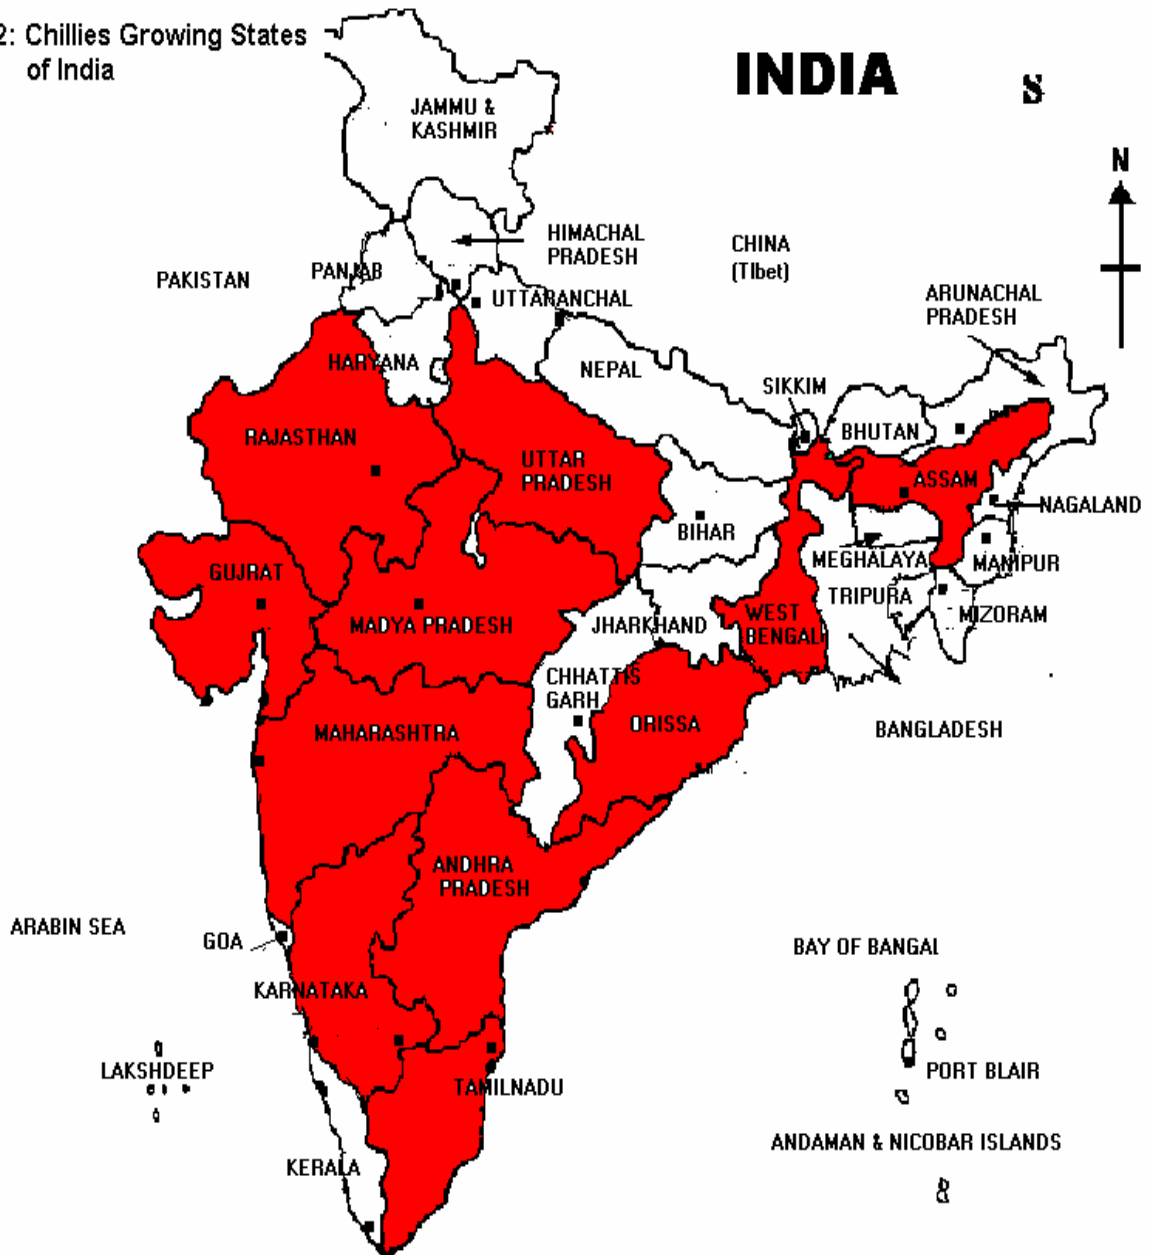 2: Chillies Growing States
of India
INDIA
S
N
JAMMU &
KASHMIR
HIMACHAL
PRADESH
CHINA
(TIbet)
PAKISTAN
PANJAB
UTTARANCHAL
ARUNACHAL
PRADESH
HARYANA
NEPAL
SIKKIM
BHUTAN
RAJASTHAN
UTTAR
PRADESH
ASSAM
NAGALAND
BIHAR
MEGHALAYA
MANIPUR
GUJRAT
TRIPURA
MIZORAM
MADYA PRADESH
JHARKHAND
WEST
BENGAL
CHHATTIS
GARH
ORISSA
MAHARASHTRA
BANGLADESH
ANDHRA
PRADESH
ARABIN SEA
GOA
BAY OF BANGAL
KARNATAKA
LAKSHDEEP
TAMILNADU
PORT BLAIR
ANDAMAN & NICOBAR ISLANDS
KERALA